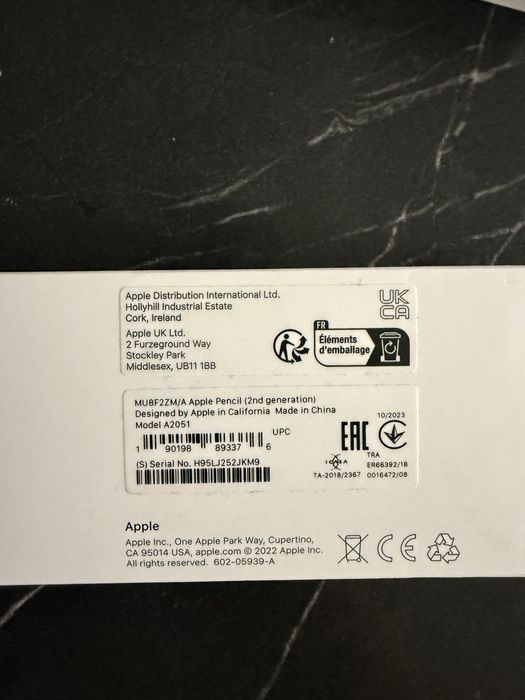 Apple Distribution International Ltd.
Hollyhill Industrial Estate
Cork, Ireland
Apple UK Ltd.
2 Furzeground Way
Stockley Park
Middlesex, UB11 1BB
UK
CA
FR
Éléments
d'emballage
MU8F2ZM/A Apple Pencil (2nd generation)
Designed by Apple in California Made in China
Model A2051
10/2023
UPC
1 90198 89337 6
(S) Serial No. H95LJ252JKM9
EAC
ICASA
TA-2018/2367
TRA
ER66392/18
0016472/08
Apple
Apple Inc., One Apple Park Way, Cupertino,
CA 95014 USA, apple.com © 2022 Apple Inc.
All rights reserved. 602-05939-A
CE